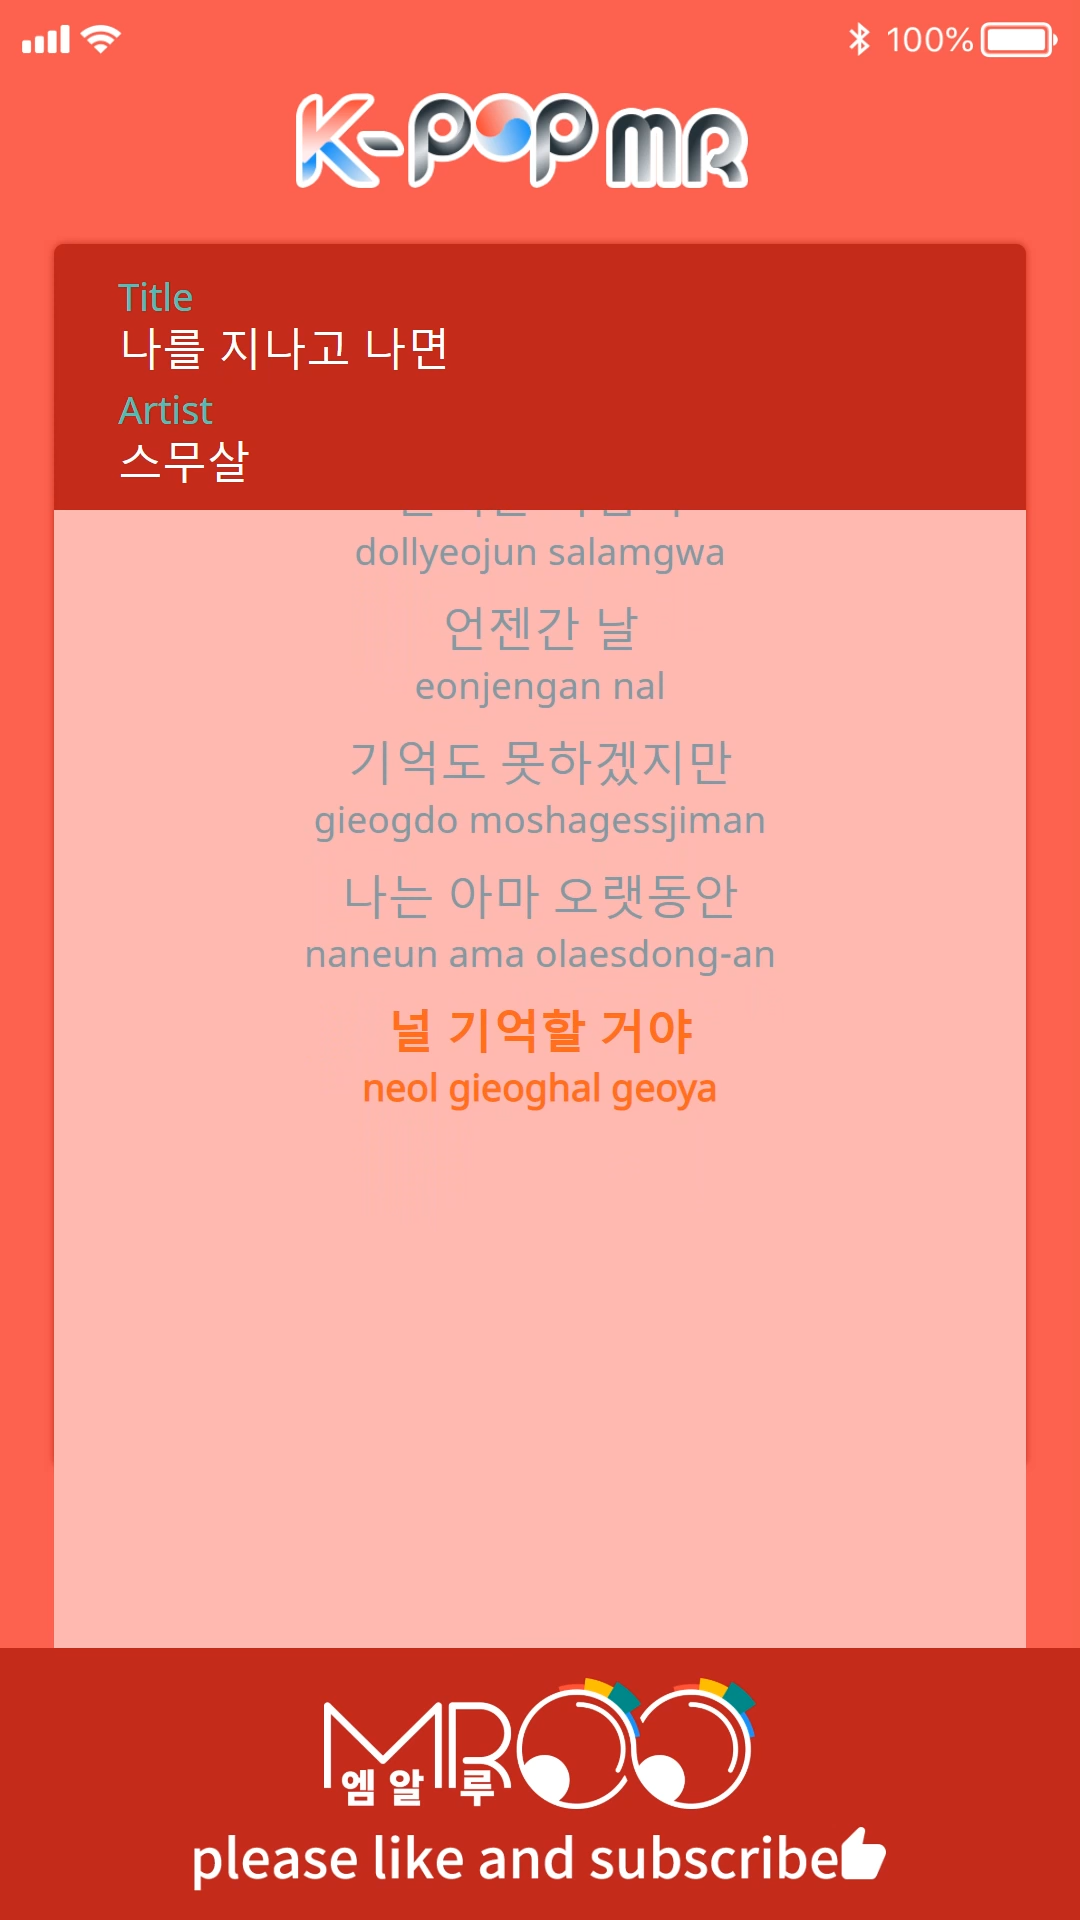 100%
K-POP MR
Title
나를 지나고 나면
Artist
스무살
dollyeojun salamgwa
언젠간 날
eonjengan nal
기억도 못하겠지만
gieogdo moshagessjiman
나는 아마 오랫동안
naneun ama olaesdong-an
널 기억할 거야
neol gieoghal geoya
MROO
엠알루
please like and subscribe